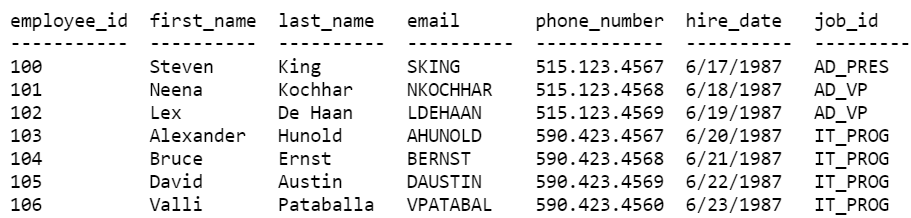 employee_id  first_name  last_name  email       phone_number  hire_date  job_id
-----------  ----------  ---------  ----------  ------------  ----------  --------
100          Steven      King       SKING       515.123.4567  6/17/1987  AD_PRES
101          Neena       Kochhar    NKOCHHAR    515.123.4568  6/18/1987  AD_VP
102          Lex         De Haan    LDEHAAN     515.123.4569  6/19/1987  AD_VP
103          Alexander   Hunold     AHUNOLD     590.423.4567  6/20/1987  IT_PROG
104          Bruce       Ernst      BERNST      590.423.4568  6/21/1987  IT_PROG
105          David       Austin     DAUSTIN     590.423.4569  6/22/1987  IT_PROG
106          Valli       Pataballa  VPATABAL    590.423.4560  6/23/1987  IT_PROG